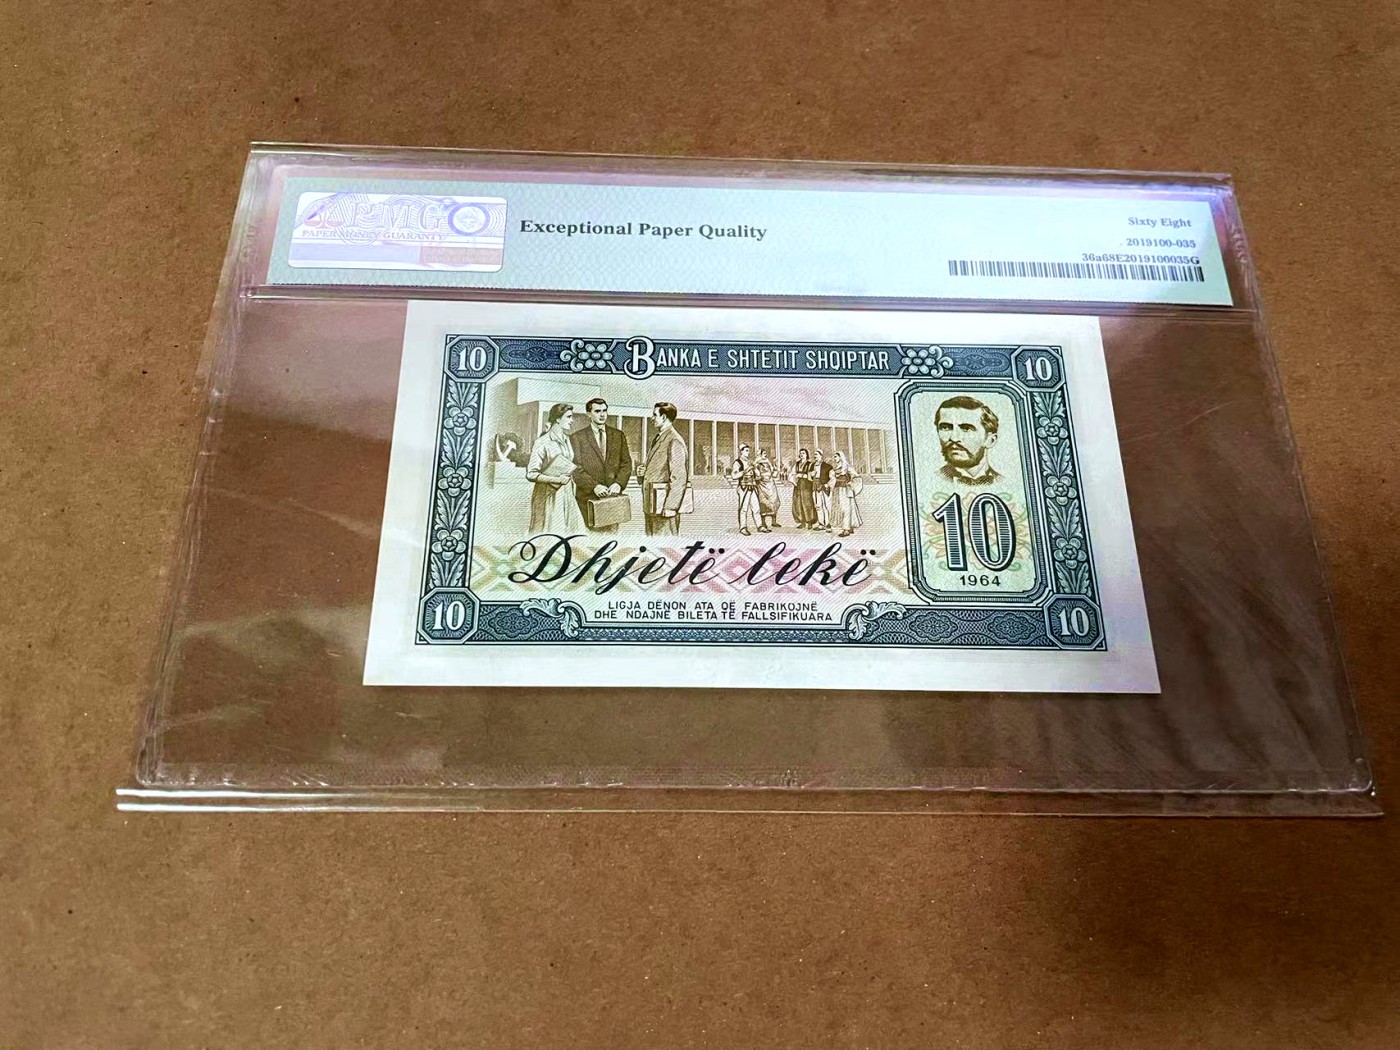 PMG
PAPER MONEY GUARANTY
Exceptional Paper Quality
Sixty Eight
2019100-035
36a68E2019100035G
10
BANKA E SHTETIT SHQIPTAR
10
10
1964
Dhjetë lekë
LIGJA DËNON ATA QË FABRIKOJNË
DHE NDAJNË BILETA TË FALLSIFIKUARA
10
10